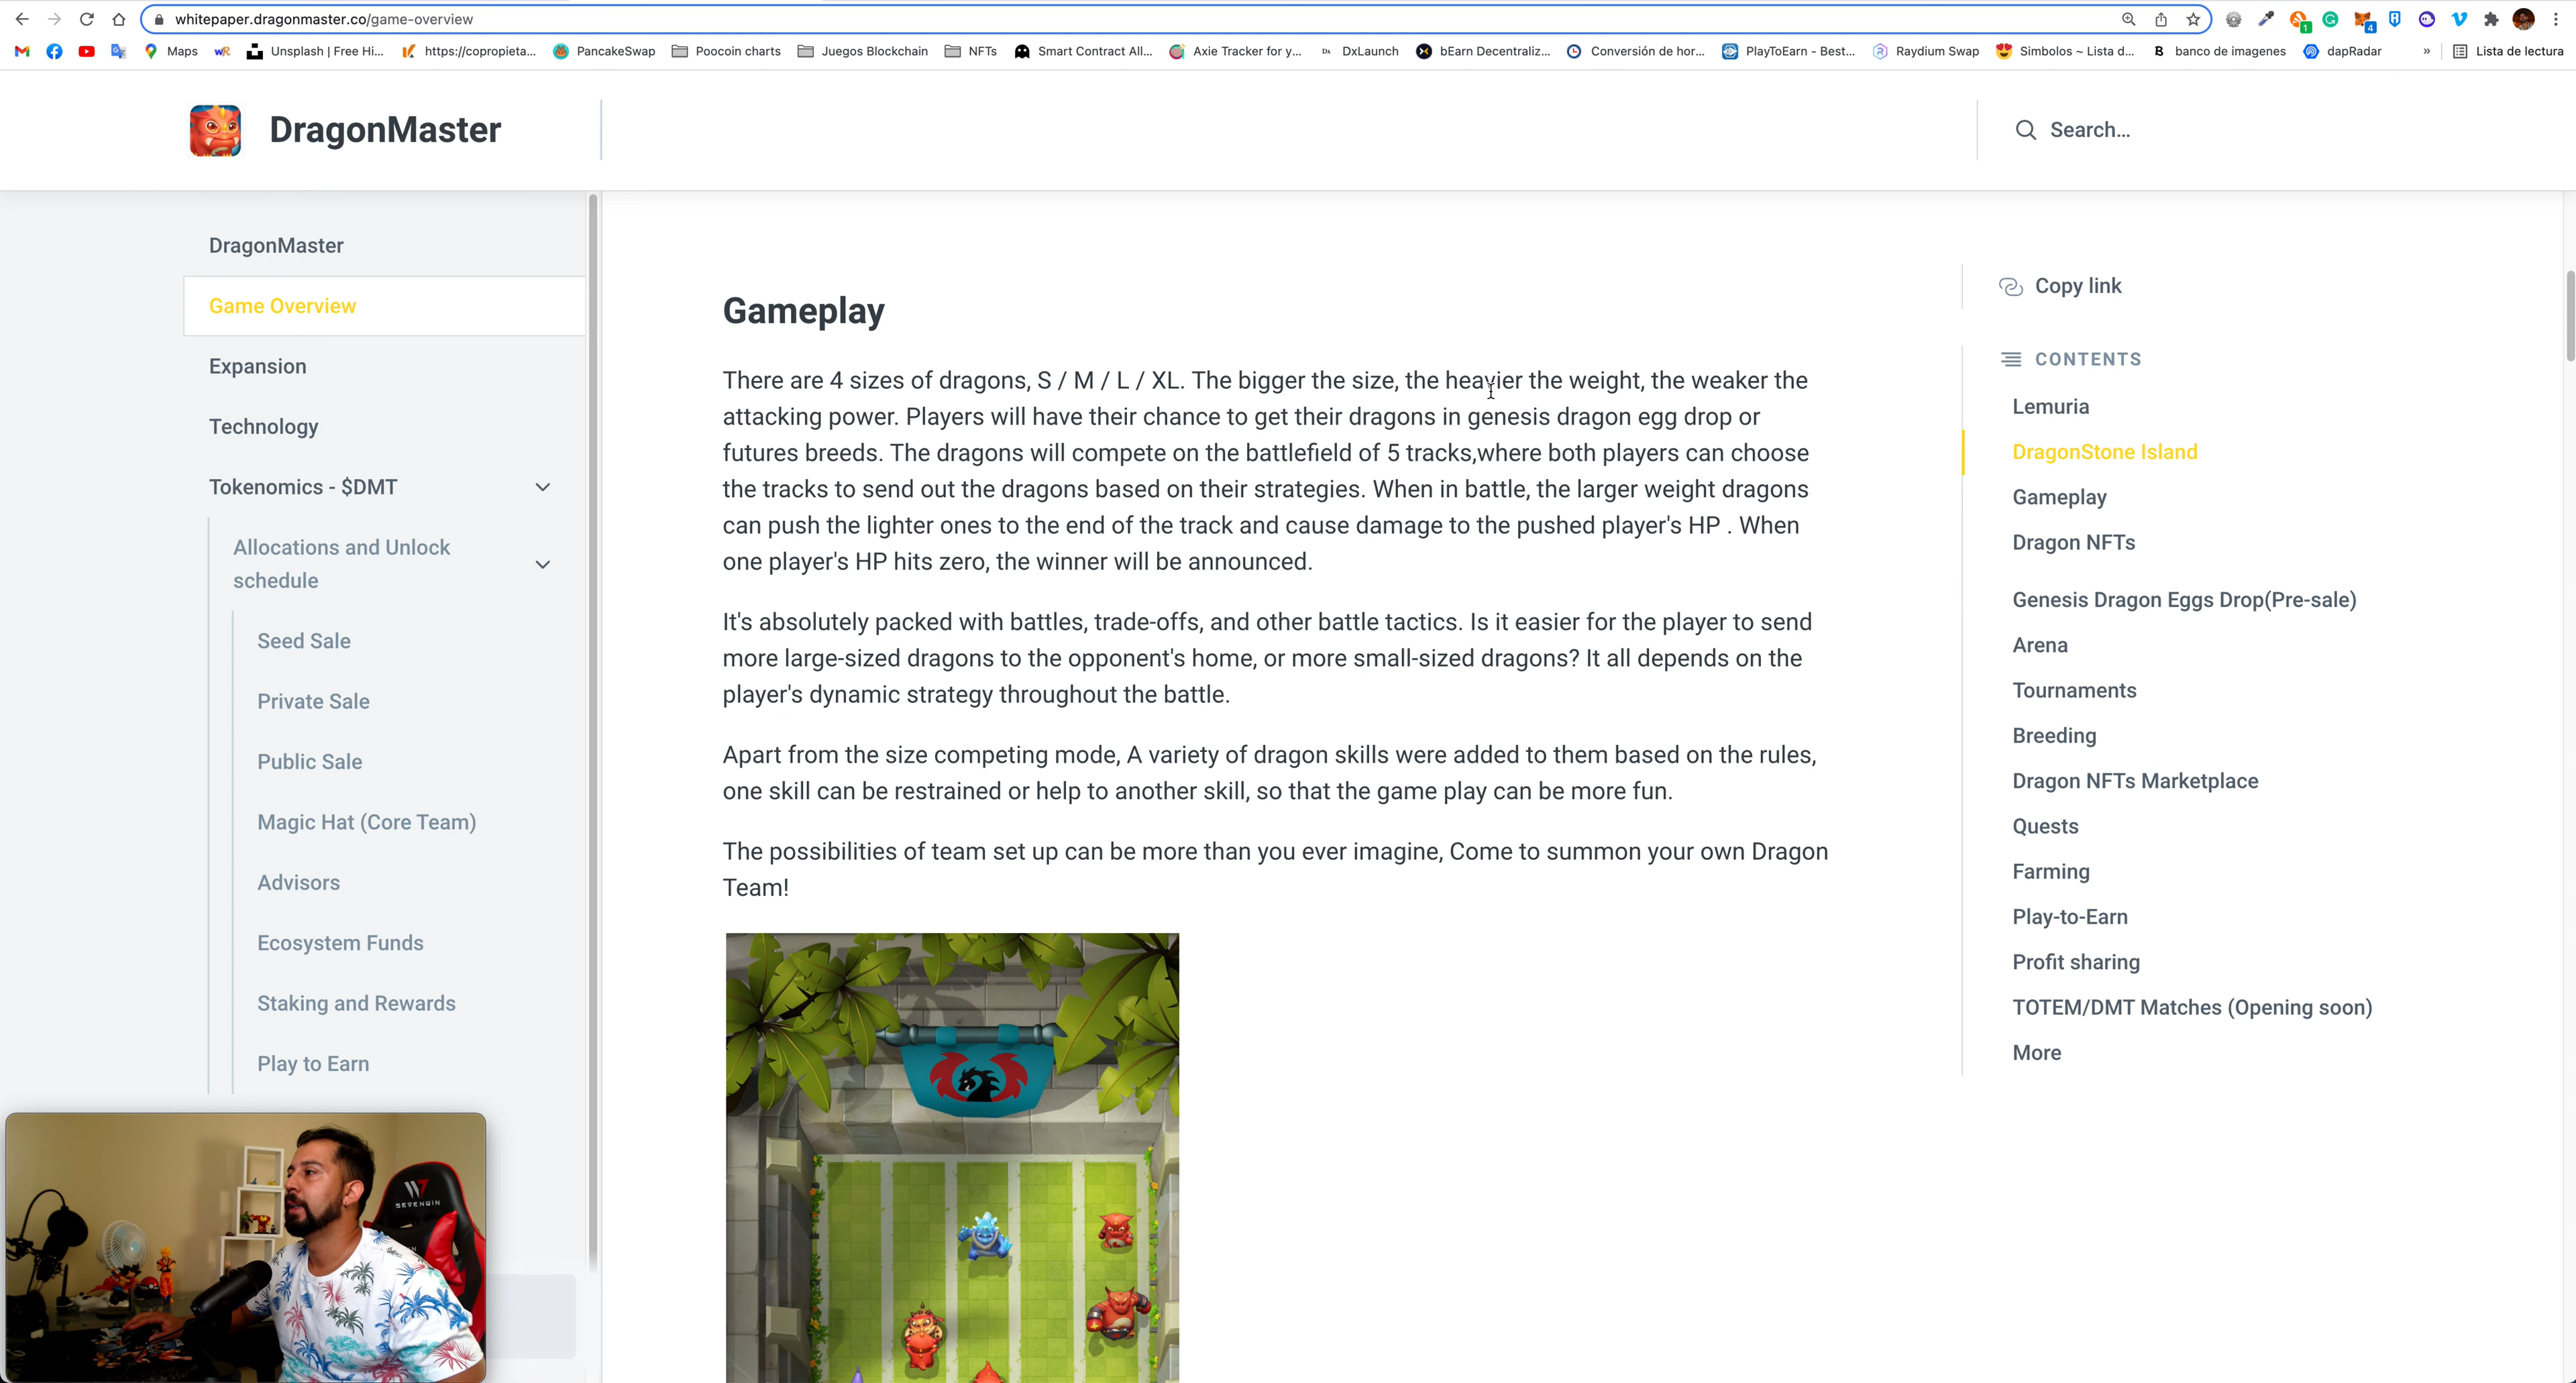 whitepaper.dragonmaster.co/game-overview
Maps
Unsplash | Free Hi...
https://copropieta...
PancakeSwap
Poocoin charts
Juegos Blockchain
NFTs
Smart Contract All...
Axie Tracker for y...
DxLaunch
bEarn Decentraliz...
Conversión de hor...
PlayToEarn - Best...
Raydium Swap
Simbolos ~ Lista d...
banco de imagenes
dapRadar
»
Lista de lectura
DragonMaster
Search...
DragonMaster
Game Overview
Expansion
Technology
Tokenomics - $DMT
Allocations and Unlock
schedule
Seed Sale
Private Sale
Public Sale
Magic Hat (Core Team)
Advisors
Ecosystem Funds
Staking and Rewards
Play to Earn
Gameplay
There are 4 sizes of dragons, S / M / L / XL. The bigger the size, the heavier the weight, the weaker the
attacking power. Players will have their chance to get their dragons in genesis dragon egg drop or
futures breeds. The dragons will compete on the battlefield of 5 tracks,where both players can choose
the tracks to send out the dragons based on their strategies. When in battle, the larger weight dragons
can push the lighter ones to the end of the track and cause damage to the pushed player's HP . When
one player's HP hits zero, the winner will be announced.
It's absolutely packed with battles, trade-offs, and other battle tactics. Is it easier for the player to send
more large-sized dragons to the opponent's home, or more small-sized dragons? It all depends on the
player's dynamic strategy throughout the battle.
Apart from the size competing mode, A variety of dragon skills were added to them based on the rules,
one skill can be restrained or help to another skill, so that the game play can be more fun.
The possibilities of team set up can be more than you ever imagine, Come to summon your own Dragon
Team!
Copy link
CONTENTS
Lemuria
DragonStone Island
Gameplay
Dragon NFTs
Genesis Dragon Eggs Drop(Pre-sale)
Arena
Tournaments
Breeding
Dragon NFTs Marketplace
Quests
Farming
Play-to-Earn
Profit sharing
TOTEM/DMT Matches (Opening soon)
More
SEVENWIN